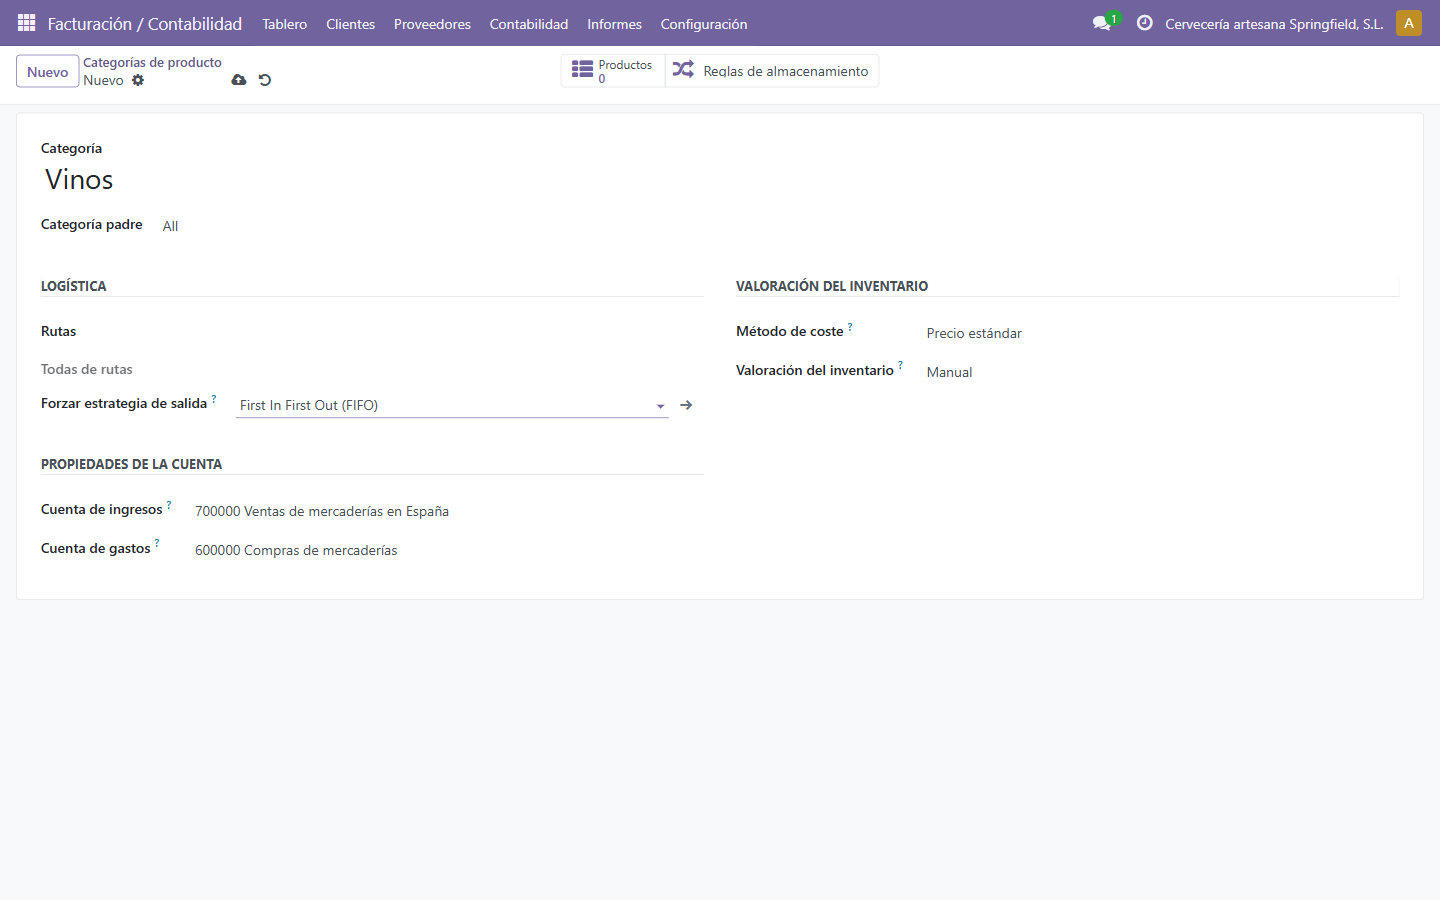 Facturación / Contabilidad Tablero Clientes Proveedores Contabilidad Informes Configuración 1 Cervecería artesana Springfield, S.L. A
Nuevo
Categorías de producto
Nuevo
Productos
0
Reglas de almacenamiento
Categoría
Vinos
Categoría padre All
LOGÍSTICA
Rutas
Todas de rutas
Forzar estrategia de salida ? First In First Out (FIFO)
VALORACIÓN DEL INVENTARIO
Método de coste ? Precio estándar
Valoración del inventario ? Manual
PROPIEDADES DE LA CUENTA
Cuenta de ingresos ? 700000 Ventas de mercaderías en España
Cuenta de gastos ? 600000 Compras de mercaderías